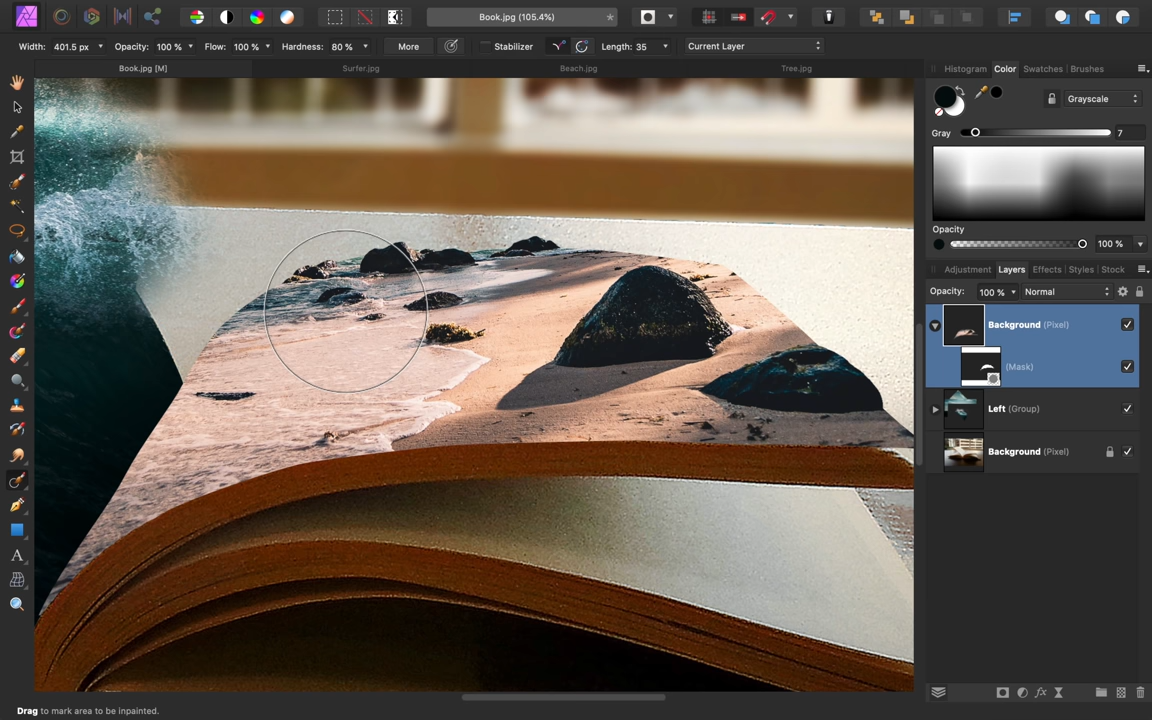 Book.jpg (105.4%)
Width: 401.5 px Opacity: 100 % Flow: 100 % Hardness: 80 % More Stabilizer Length: 35 Current Layer
Book.jpg [M] Surfer.jpg Beach.jpg Tree.jpg
Histogram Color Swatches Brushes
Grayscale
Gray 7
Opacity
100 %
Adjustment Layers Effects Styles Stock
Opacity: 100 % Normal
Background (Pixel)
(Mask)
Left (Group)
Background (Pixel)
A
Drag to mark area to be inpainted.